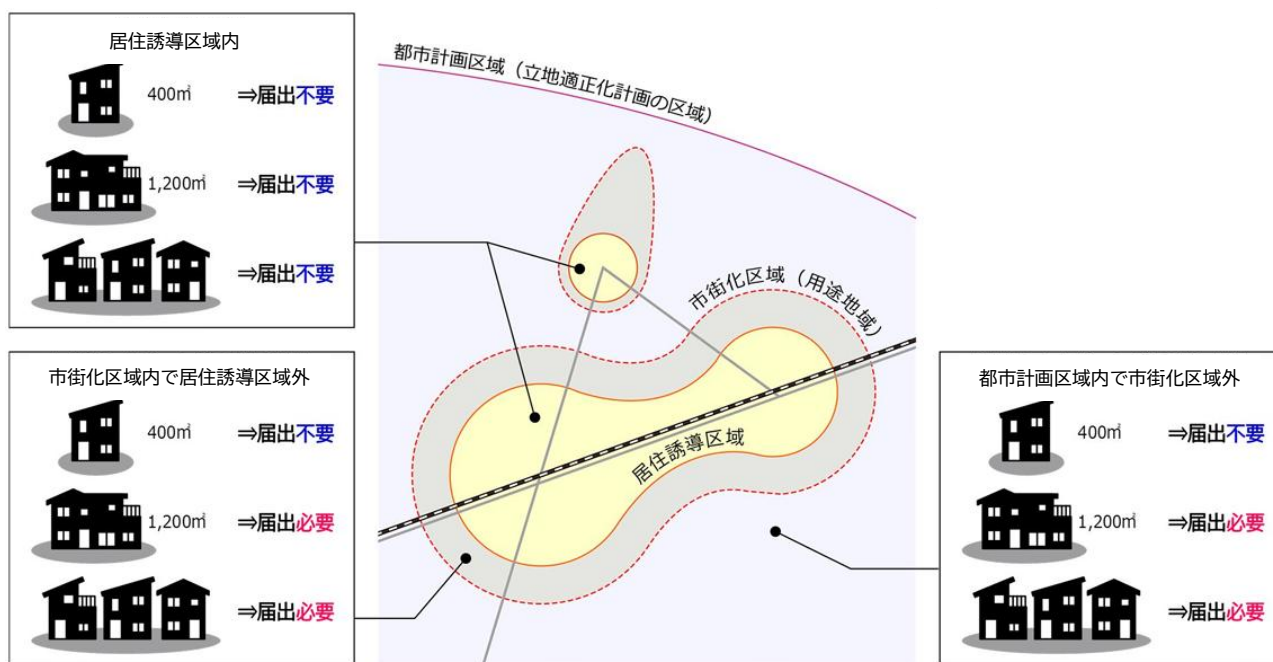 居住誘導区域内
400㎡ ⇒届出不要
1,200㎡ ⇒届出不要
⇒届出不要
市街化区域内で居住誘導区域外
400㎡ ⇒届出不要
1,200㎡ ⇒届出必要
⇒届出必要
都市計画区域（立地適正化計画の区域）
市街化区域（用途地域）
居住誘導区域
都市計画区域内で市街化区域外
400㎡ ⇒届出不要
1,200㎡ ⇒届出必要
⇒届出必要